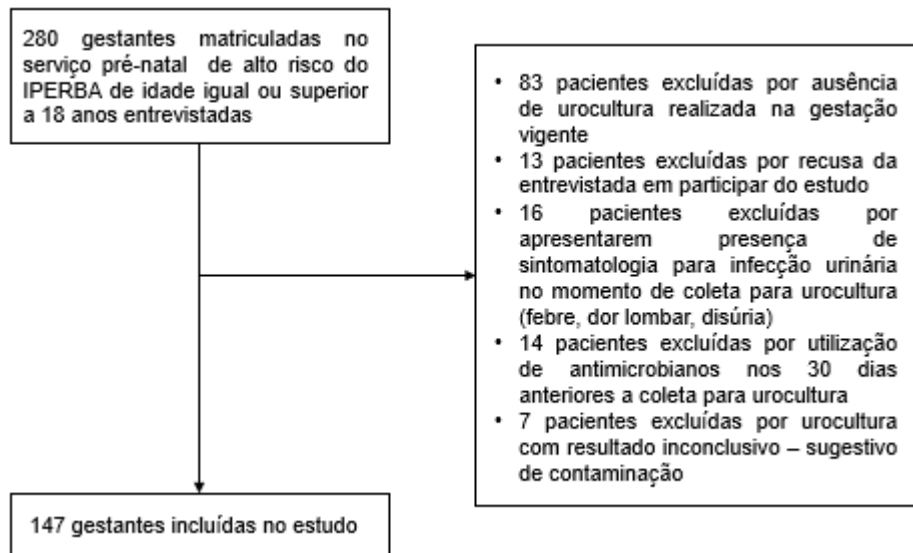 280 gestantes matriculadas no
serviço pré-natal de alto risco do
IPERBA de idade igual ou superior
a 18 anos entrevistadas
• 83 pacientes excluídas por ausência
de urocultura realizada na gestação
vigente
• 13 pacientes excluídas por recusa da
entrevistada em participar do estudo
• 16 pacientes excluídas por
apresentarem presença de
sintomatologia para infecção urinária
no momento de coleta para urocultura
(febre, dor lombar, disúria)
• 14 pacientes excluídas por utilização
de antimicrobianos nos 30 dias
anteriores a coleta para urocultura
• 7 pacientes excluídas por urocultura
com resultado inconclusivo – sugestivo
de contaminação
147 gestantes incluídas no estudo